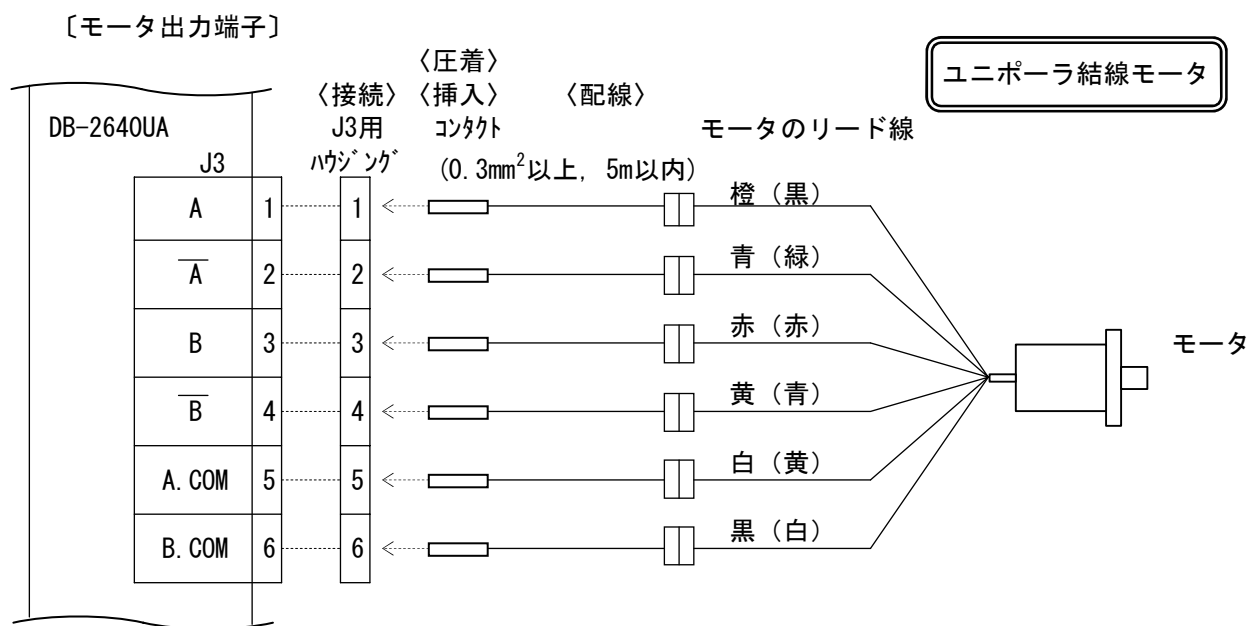 〔モータ出力端子〕
ユニポーラ結線モータ
〈圧着〉
〈接続〉〈挿入〉 〈配線〉
DB-2640UA J3用 コンタクト モータのリード線
J3 ハウジング (0.3mm²以上, 5m以内)
A 1 1 橙（黒）
A̅ 2 2 青（緑）
B 3 3 赤（赤）
モータ
B̅ 4 4 黄（青）
A.COM 5 5 白（黄）
B.COM 6 6 黒（白）